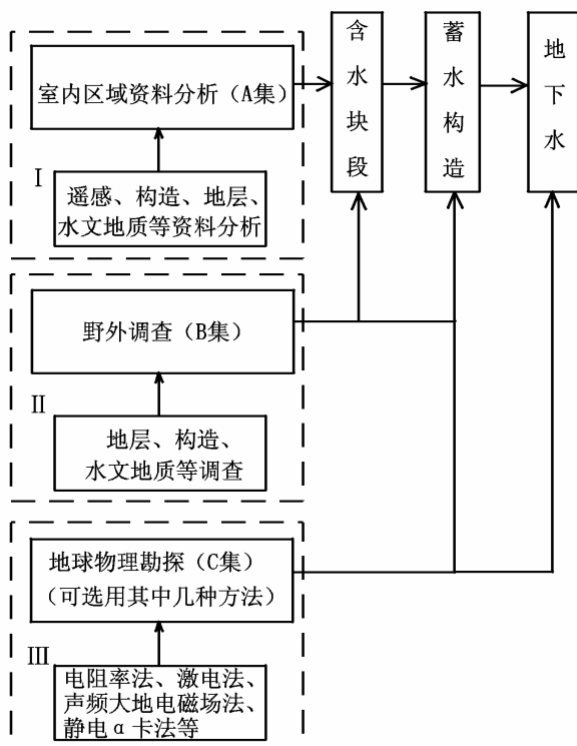 室内区域资料分析（A集）
Ⅰ
遥感、构造、地层、
水文地质等资料分析
野外调查（B集）
Ⅱ
地层、构造、
水文地质等调查
地球物理勘探（C集）
（可选用其中几种方法）
Ⅲ
电阻率法、激电法、
声频大地电磁场法、
静电α卡法等
含水块段
蓄水构造
地下水